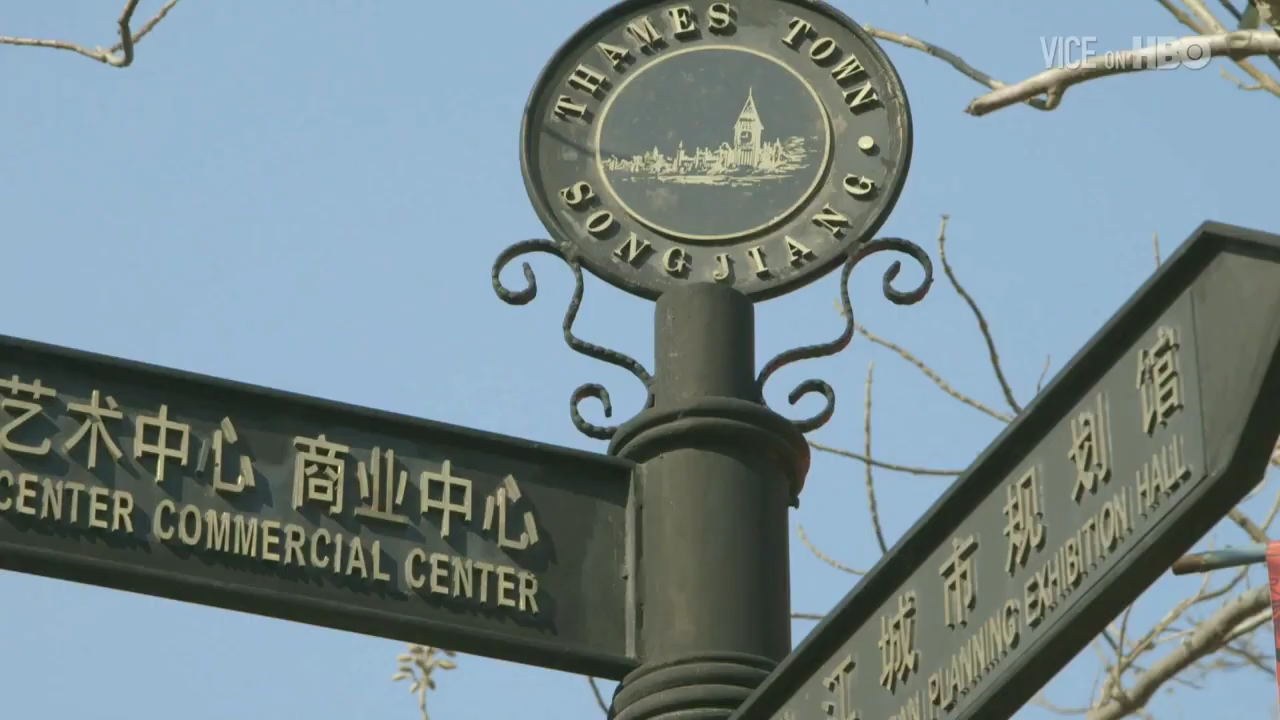 VICE ON HBO
THAMES TOWN
SONGJIANG
艺术中心 商业中心
CENTER COMMERCIAL CENTER
江城市规划馆
PLANNING EXHIBITION HALL